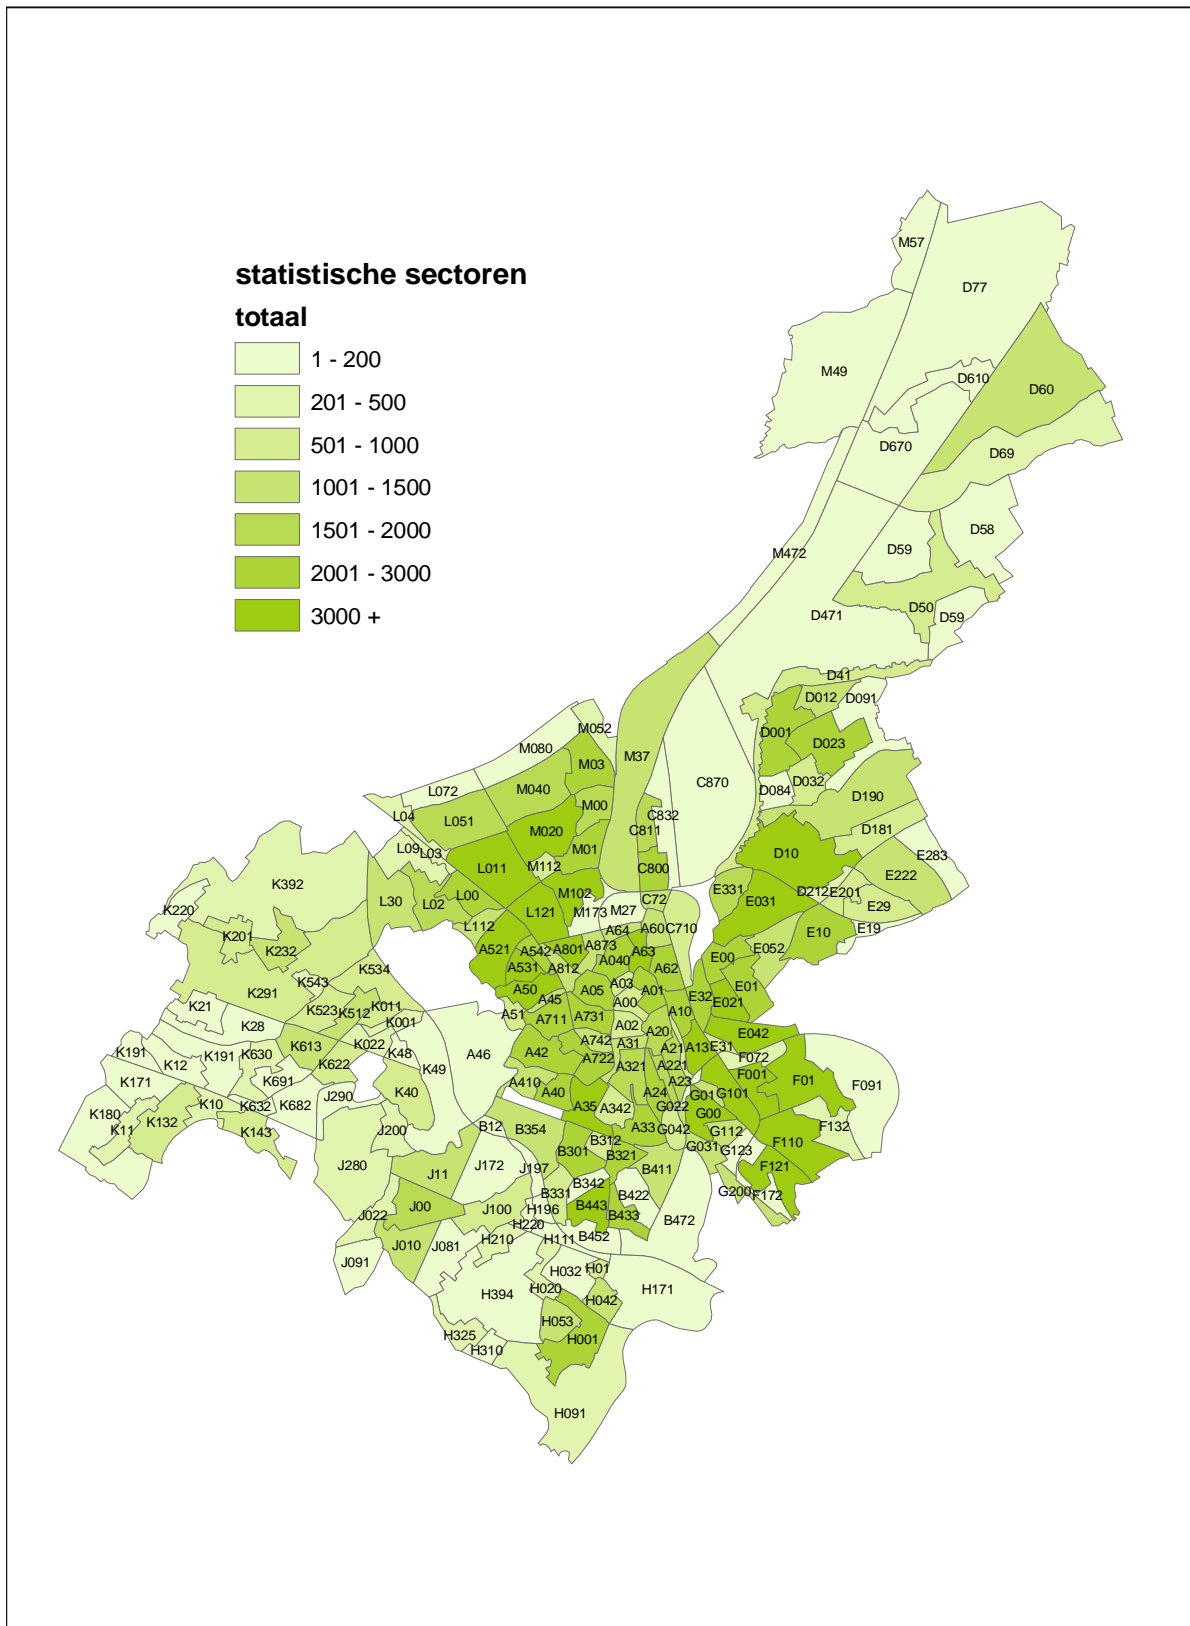 statistische sectoren
totaal
1 - 200
201 - 500
501 - 1000
1001 - 1500
1501 - 2000
2001 - 3000
3000 +
M57
D77
M49
D610
D60
D670
D69
D58
D59
M472
D50
D59
D471
D41
D012
D091
M052
D001
M080
D023
M03
M37
C870
D032
L072
M040
D084
D190
M00
L04
L051
C832
C811
D181
M020
L09
L03
M01
D10
E283
L011
M112
C800
E222
K392
M102
E331
D212
E201
L30
L02
L00
C72
E031
E29
K220
L121
M173
M27
E19
L112
A64
A60
C710
E10
K201
K232
A521
A542
A801
A873
A63
E052
E00
A040
K534
A531
A812
A62
K543
A03
E01
K291
A50
A05
A01
E32
K21
K523
K512
K011
A45
A00
E021
A10
K28
K001
A51
A711
A731
A02
A20
E042
K022
A742
A31
K191
K613
K48
A46
A42
A21
A13
E31
K12
K191
K630
K622
K49
A722
A321
A221
F072
K171
K691
A410
A23
F001
F01
F091
K40
A40
A24
G01
G101
K10
K632
K682
J290
A35
A342
G022
G00
K180
K11
K132
B12
B354
A33
G042
F132
K143
J200
B312
G112
B301
B321
G031
G123
F110
J280
J11
J172
J197
B411
F121
B342
B331
B422
G200
F172
J00
J100
H196
B443
B433
J022
H220
B472
J010
H210
H111
B452
J081
J091
H032
H01
H020
H171
H394
H042
H053
H325
H001
H310
H091